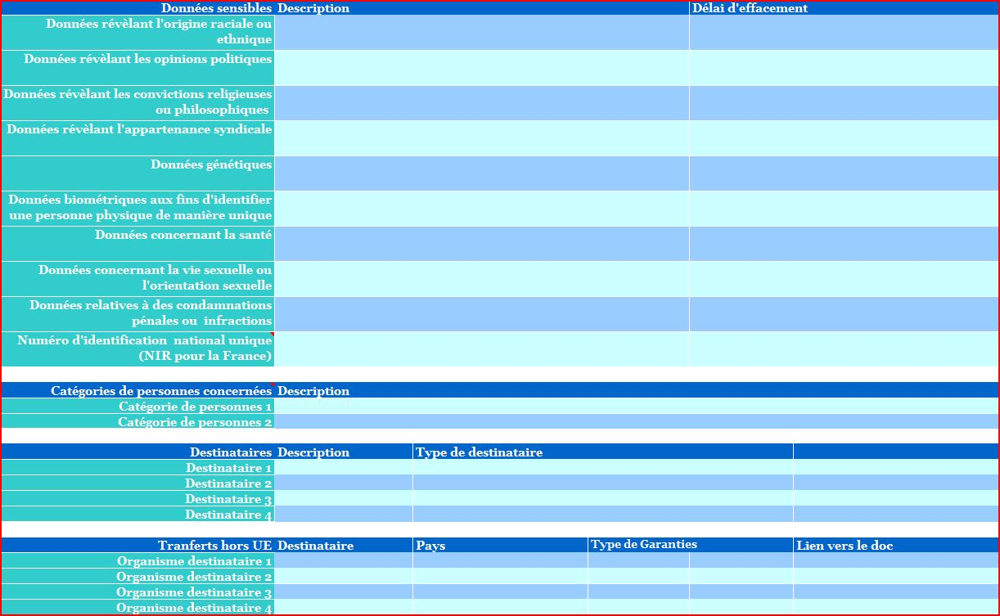 Données sensibles Description Délai d'effacement
Données révèlant l'origine raciale ou
ethnique
Données révèlant les opinions politiques
Données révèlant les convictions religieuses
ou philosophiques
Données révèlant l'appartenance syndicale
Données génétiques
Données biométriques aux fins d'identifier
une personne physique de manière unique
Données concernant la santé
Données concernant la vie sexuelle ou
l'orientation sexuelle
Données relatives à des condamnations
pénales ou infractions
Numéro d'identification national unique
(NIR pour la France)
Catégories de personnes concernées Description
Catégorie de personnes 1
Catégorie de personnes 2
Destinataires Description Type de destinataire
Destinataire 1
Destinataire 2
Destinataire 3
Destinataire 4
Tranferts hors UE Destinataire Pays Type de Garanties Lien vers le doc
Organisme destinataire 1
Organisme destinataire 2
Organisme destinataire 3
Organisme destinataire 4